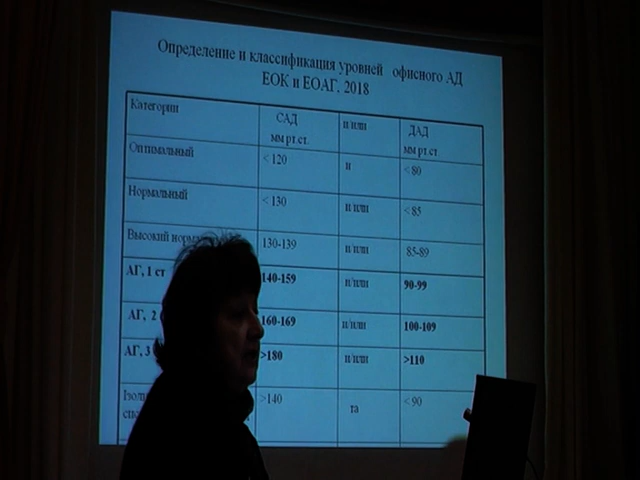 Определение и классификация уровней офисного АД
ЕОК и ЕОАГ. 2018
Категории САД и/или ДАД
мм рт.ст. мм рт.ст
Оптимальный <120 и <80
Нормальный <130 и/или <85
Высокий 130-139 и/или 85-89
АГ, 1 ст 140-159 и/или 90-99
АГ, 2 160-169 и/или 100-109
АГ, 3 >180 и/или >110
>140 та <90